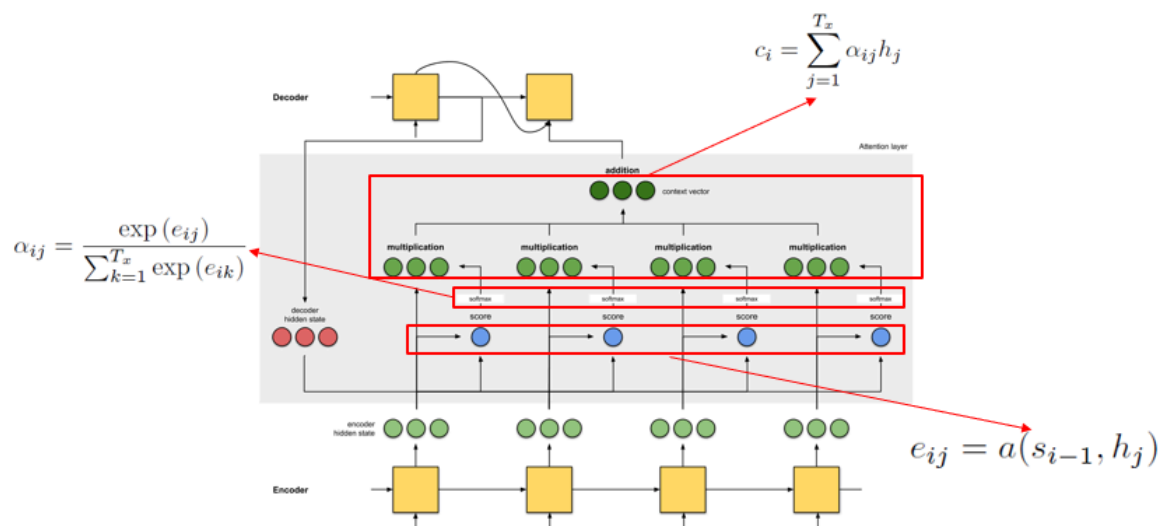 c_i = \sum_{j=1}^{T_x} α_{ij} h_j
Decoder
Attention layer
addition
context vector
α_{ij} = \frac{exp (e_{ij})}{\sum_{k=1}^{T_x} exp (e_{ik})}
multiplication multiplication multiplication multiplication
softmax softmax softmax softmax
decoder
hidden state
score score score score
encoder
hidden state
e_{ij} = a(s_{i−1}, h_j)
Encoder